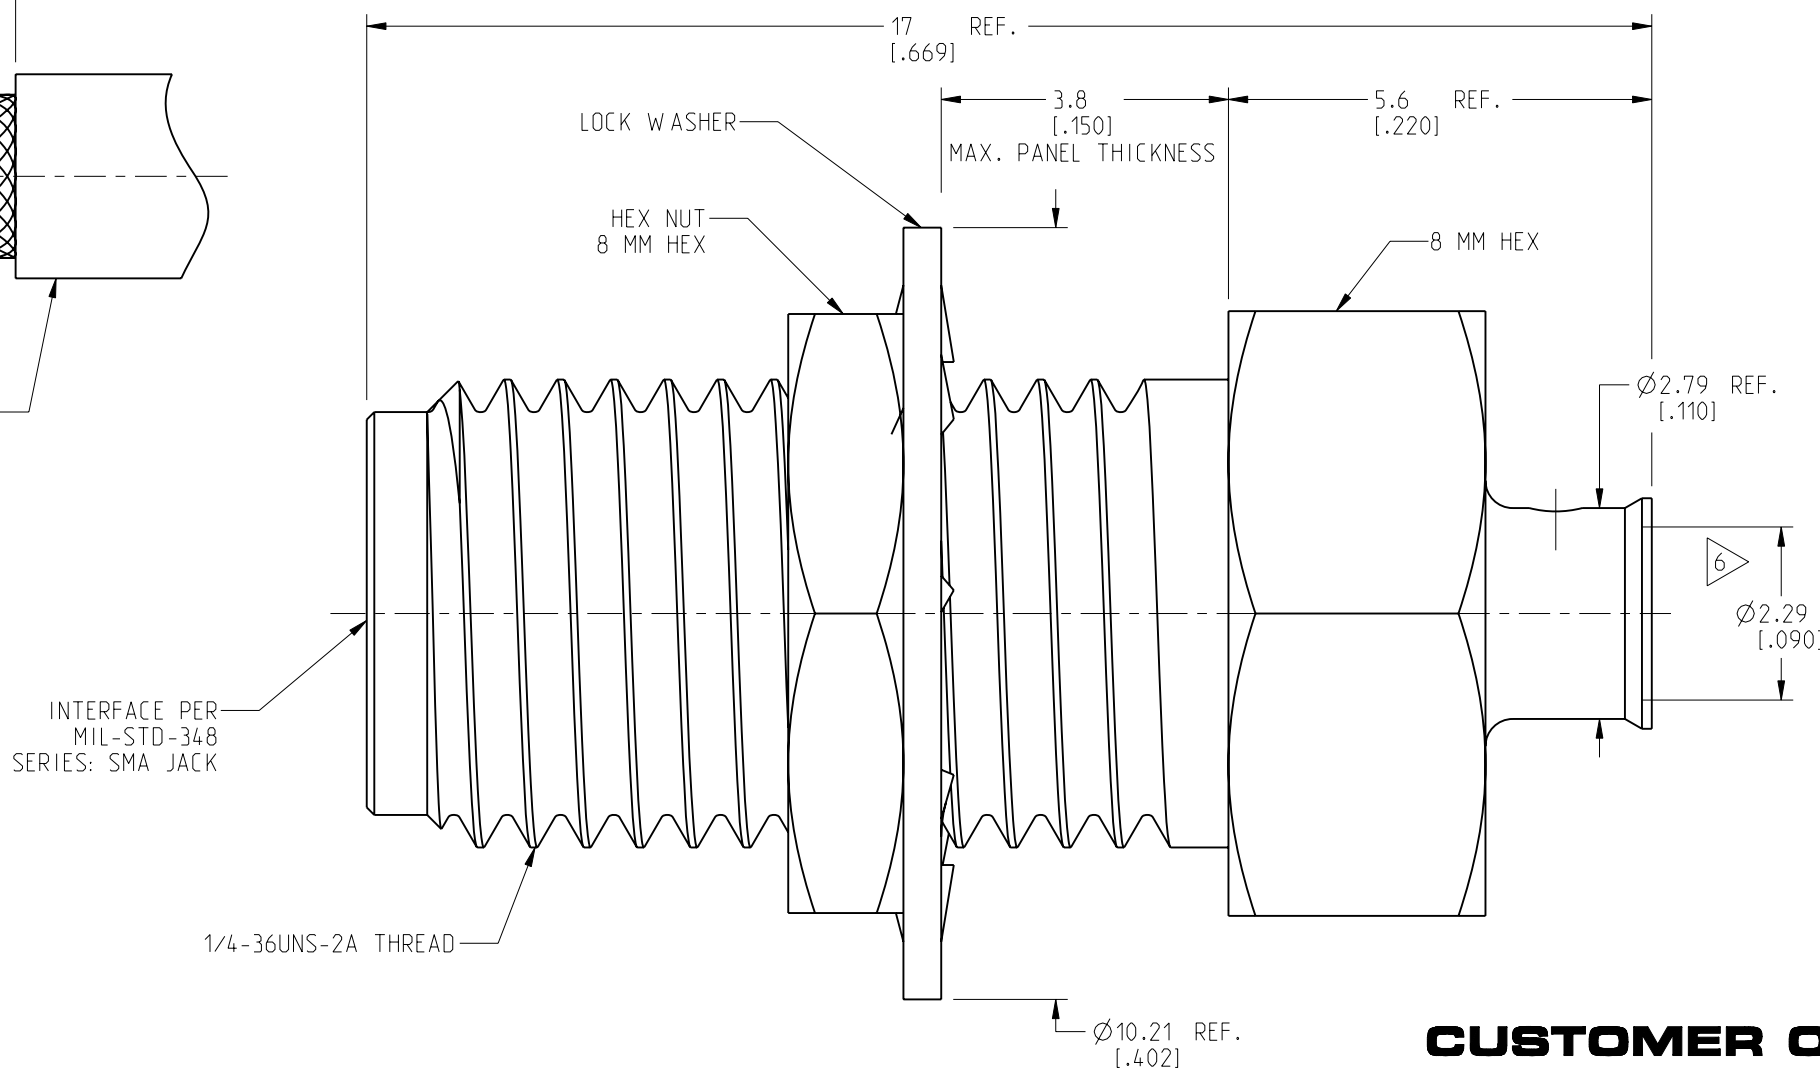 17 REF.
[.669]
3.8
[.150]
MAX. PANEL THICKNESS
5.6 REF.
[.220]
LOCK WASHER
HEX NUT
8 MM HEX
8 MM HEX
Ø2.79 REF.
[.110]
6
Ø2.29
[.090]
INTERFACE PER
MIL-STD-348
SERIES: SMA JACK
1/4-36UNS-2A THREAD
Ø10.21 REF.
[.402]
CUSTOMER O